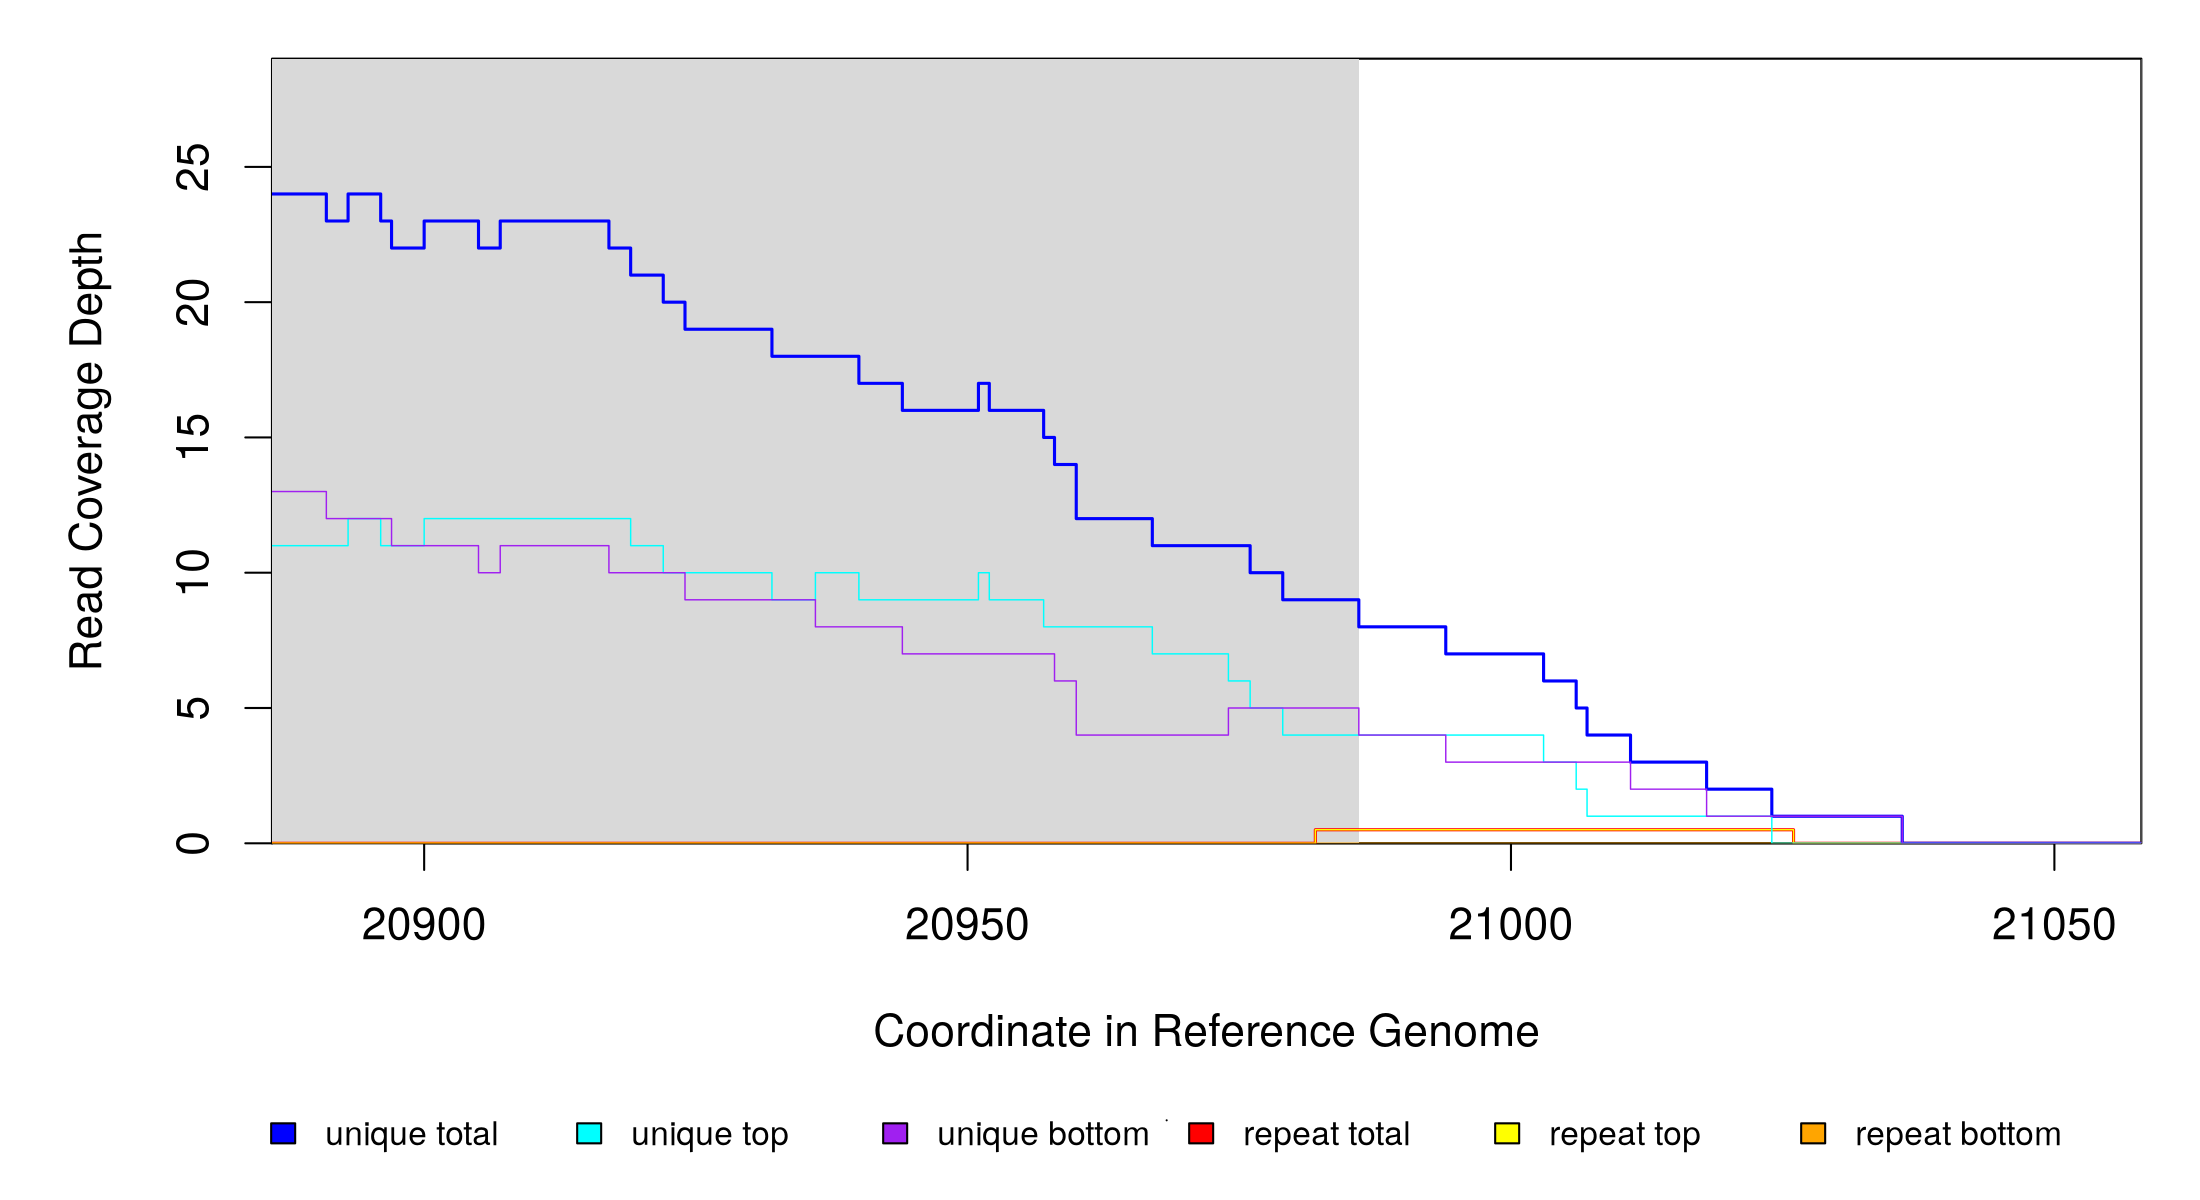 Read Coverage Depth
25
20
15
10
5
0
20900 20950 21000 21050
Coordinate in Reference Genome
unique total unique top unique bottom repeat total repeat top repeat bottom